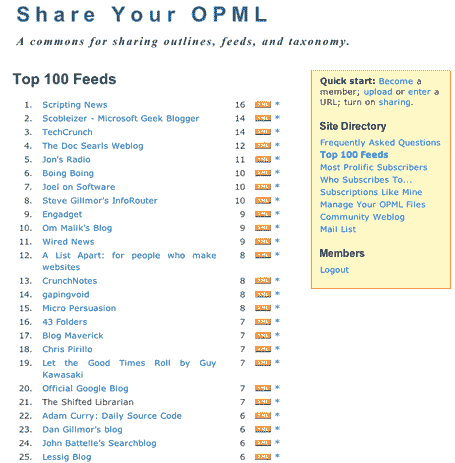 Share Your OPML
A commons for sharing outlines, feeds, and taxonomy.
Top 100 Feeds
1. Scripting News 16 XML *
2. Scobleizer - Microsoft Geek Blogger 14 XML *
3. TechCrunch 14 XML *
4. The Doc Searls Weblog 12 XML *
5. Jon's Radio 11 XML *
6. Boing Boing 10 XML *
7. Joel on Software 10 XML *
8. Steve Gillmor's InfoRouter 10 XML *
9. Engadget 9 XML *
10. Om Malik's Blog 9 XML *
11. Wired News 9 XML *
12. A List Apart: for people who make 8 XML *
websites
13. CrunchNotes 8 XML *
14. gapingvoid 8 XML *
15. Micro Persuasion 8 XML *
16. 43 Folders 7 XML *
17. Blog Maverick 7 XML *
18. Chris Pirillo 7 XML *
19. Let the Good Times Roll by Guy 7 XML *
Kawasaki
20. Official Google Blog 7 XML *
21. The Shifted Librarian 7 XML *
22. Adam Curry: Daily Source Code 6 XML *
23. Dan Gillmor's blog 6 XML *
24. John Battelle's Searchblog 6 XML *
25. Lessig Blog 6 XML *
Quick start: Become a
member; upload or enter a
URL; turn on sharing.
Site Directory
Frequently Asked Questions
Top 100 Feeds
Most Prolific Subscribers
Who Subscribes To...
Subscriptions Like Mine
Manage Your OPML Files
Community Weblog
Mail List
Members
Logout